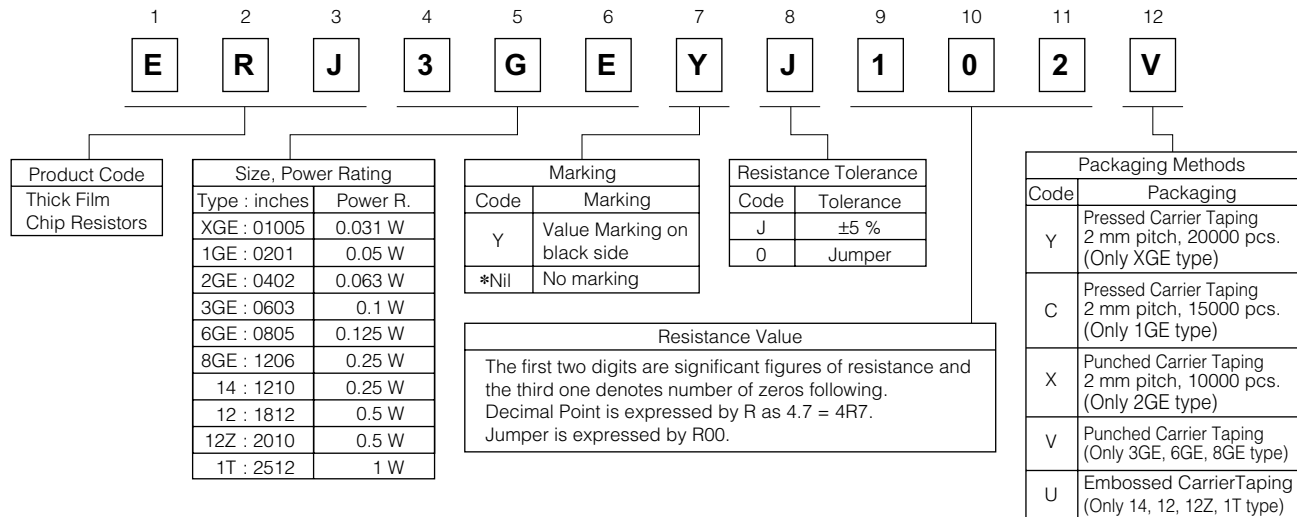 1 2 3 4 5 6 7 8 9 10 11 12
E R J 3 G E Y J 1 0 2 V
Product Code
Thick Film
Chip Resistors
Size, Power Rating
Type : inches Power R.
XGE : 01005 0.031 W
1GE : 0201 0.05 W
2GE : 0402 0.063 W
3GE : 0603 0.1 W
6GE : 0805 0.125 W
8GE : 1206 0.25 W
14 : 1210 0.25 W
12 : 1812 0.5 W
12Z : 2010 0.5 W
1T : 2512 1 W
Marking
Code Marking
Y Value Marking on
black side
*Nil No marking
Resistance Tolerance
Code Tolerance
J ±5 %
0 Jumper
Resistance Value
The first two digits are significant figures of resistance and
the third one denotes number of zeros following.
Decimal Point is expressed by R as 4.7 = 4R7.
Jumper is expressed by R00.
Packaging Methods
Code Packaging
Y Pressed Carrier Taping
2 mm pitch, 20000 pcs.
(Only XGE type)
C Pressed Carrier Taping
2 mm pitch, 15000 pcs.
(Only 1GE type)
X Punched Carrier Taping
2 mm pitch, 10000 pcs.
(Only 2GE type)
V Punched Carrier Taping
(Only 3GE, 6GE, 8GE type)
U Embossed CarrierTaping
(Only 14, 12, 12Z, 1T type)